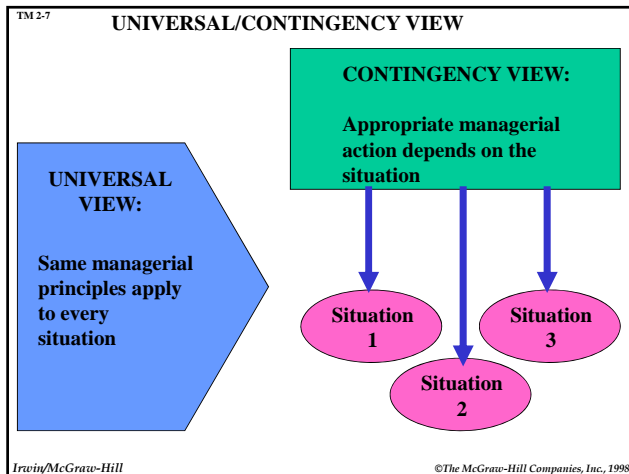 TM 2-7
UNIVERSAL/CONTINGENCY VIEW
UNIVERSAL
VIEW:
Same managerial
principles apply
to every
situation
CONTINGENCY VIEW:
Appropriate managerial
action depends on the
situation
Situation
1
Situation
2
Situation
3
Irwin/McGraw-Hill
©The McGraw-Hill Companies, Inc., 1998